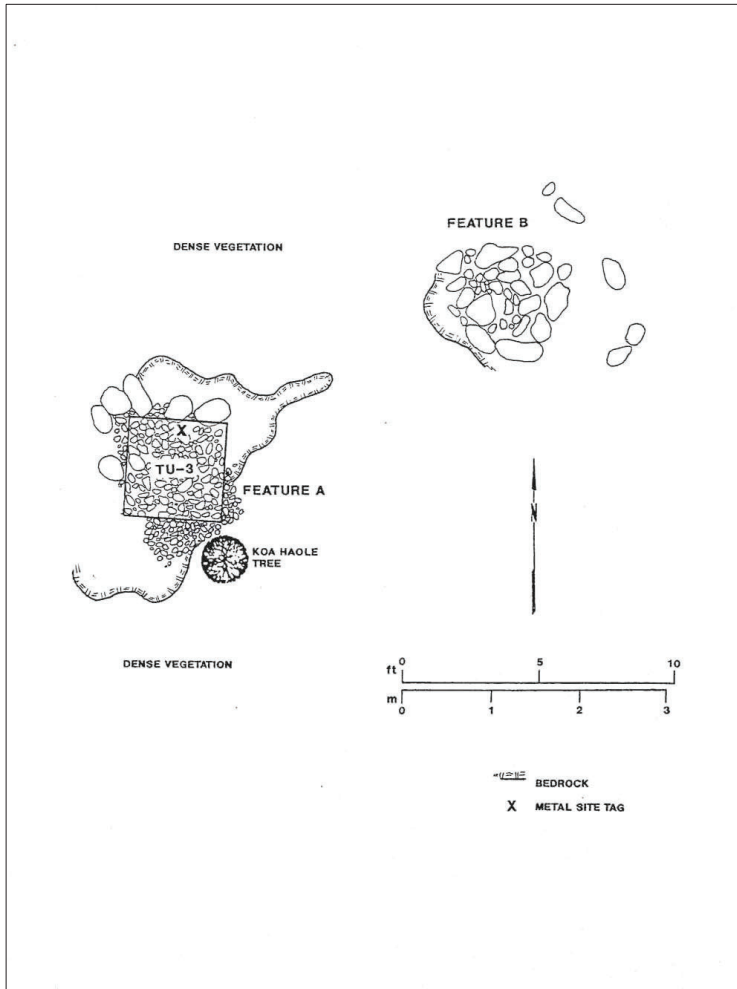 FEATURE B
DENSE VEGETATION
X
TU-3
FEATURE A
KOA HAOLE
TREE
N
DENSE VEGETATION
ft 0 5 10
m 0 1 2 3
BEDROCK
X METAL SITE TAG